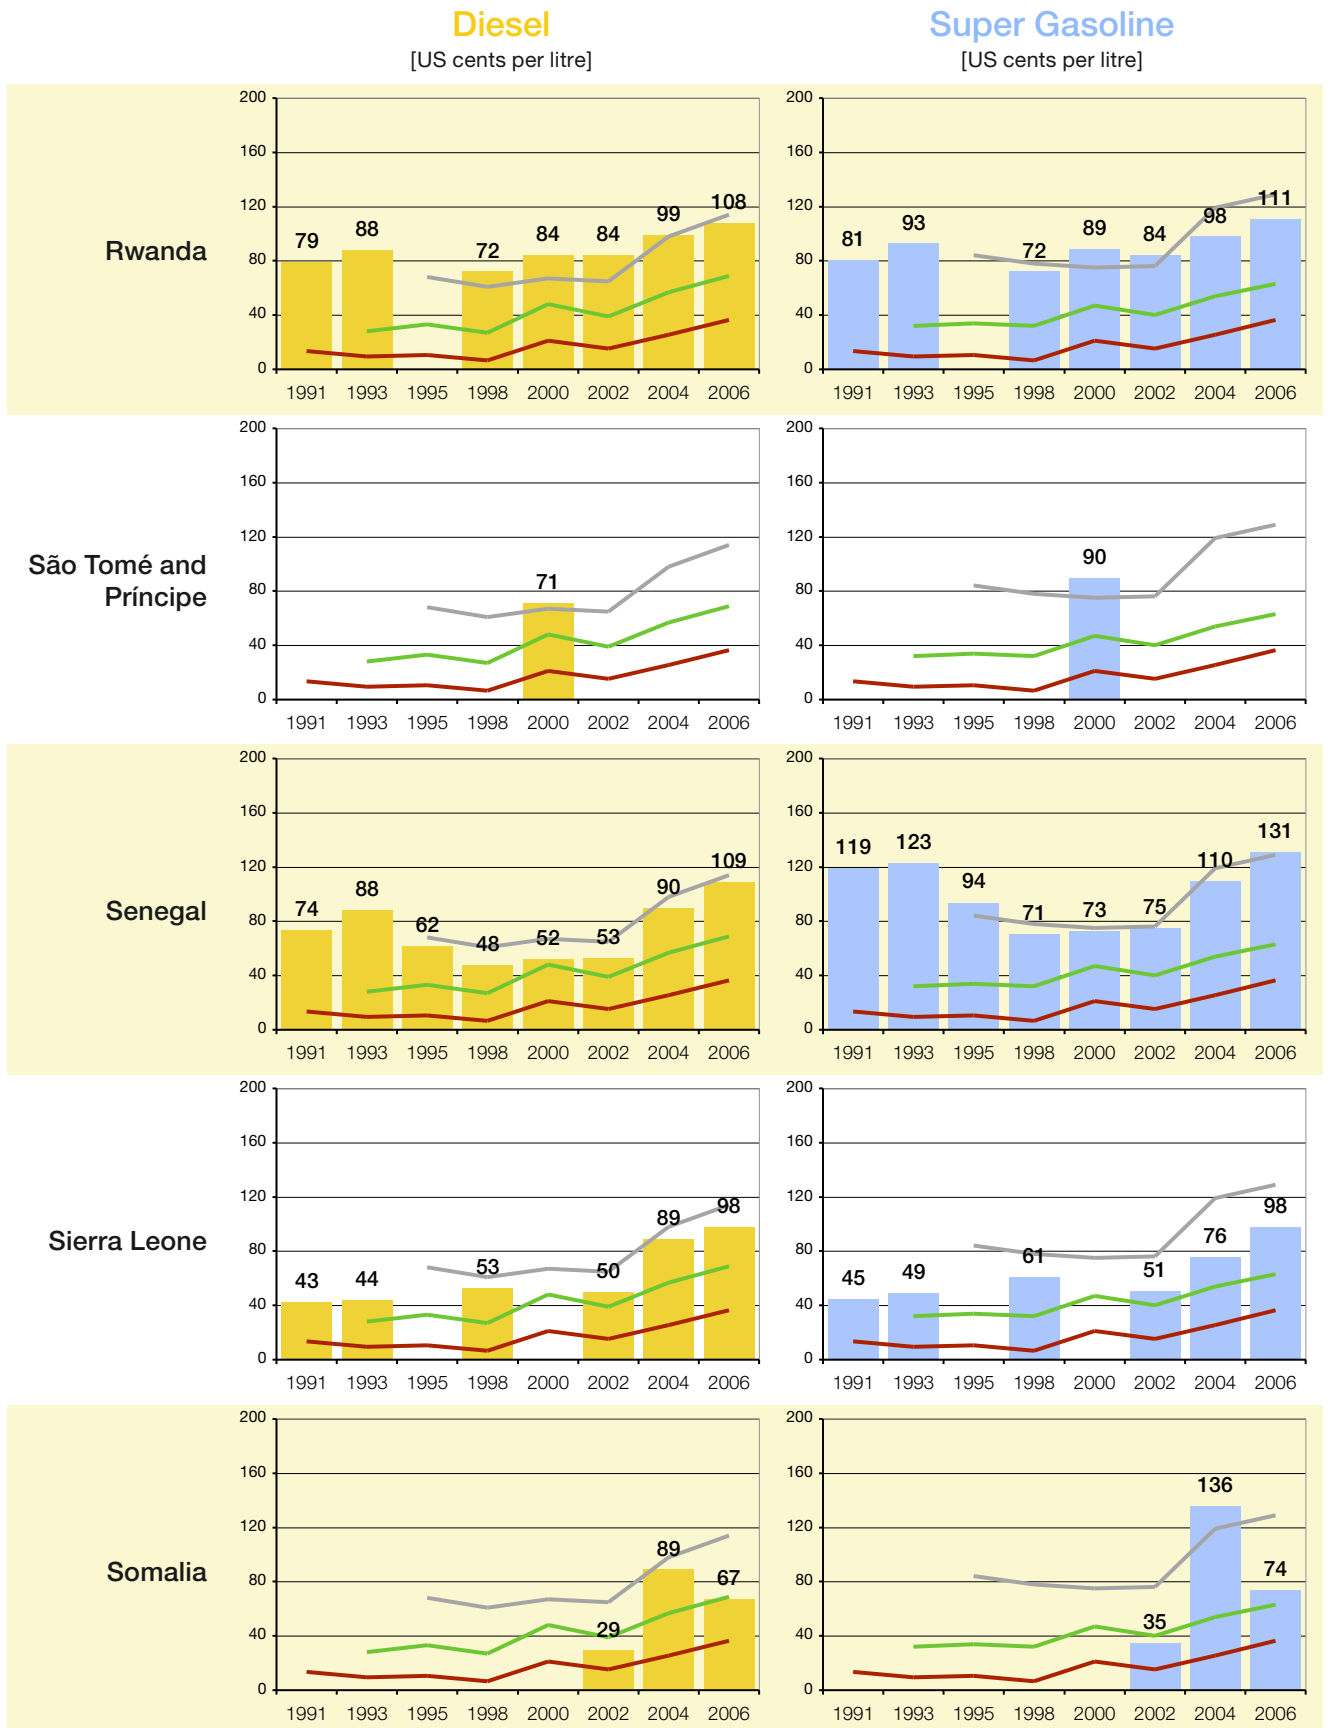 Diesel
[US cents per litre]
Super Gasoline
[US cents per litre]
Rwanda
200
160
120
80
40
0
79 88 72 84 84 99 108
1991 1993 1995 1998 2000 2002 2004 2006
200
160
120
80
40
0
81 93 72 89 84 98 111
1991 1993 1995 1998 2000 2002 2004 2006
São Tomé and
Príncipe
200
160
120
80
40
0
71
1991 1993 1995 1998 2000 2002 2004 2006
200
160
120
80
40
0
90
1991 1993 1995 1998 2000 2002 2004 2006
Senegal
200
160
120
80
40
0
74 88 62 48 52 53 90 109
1991 1993 1995 1998 2000 2002 2004 2006
200
160
120
80
40
0
119 123 94 71 73 75 110 131
1991 1993 1995 1998 2000 2002 2004 2006
Sierra Leone
200
160
120
80
40
0
43 44 53 50 89 98
1991 1993 1995 1998 2000 2002 2004 2006
200
160
120
80
40
0
45 49 61 51 76 98
1991 1993 1995 1998 2000 2002 2004 2006
Somalia
200
160
120
80
40
0
29 89 67
1991 1993 1995 1998 2000 2002 2004 2006
200
160
120
80
40
0
35 136 74
1991 1993 1995 1998 2000 2002 2004 2006